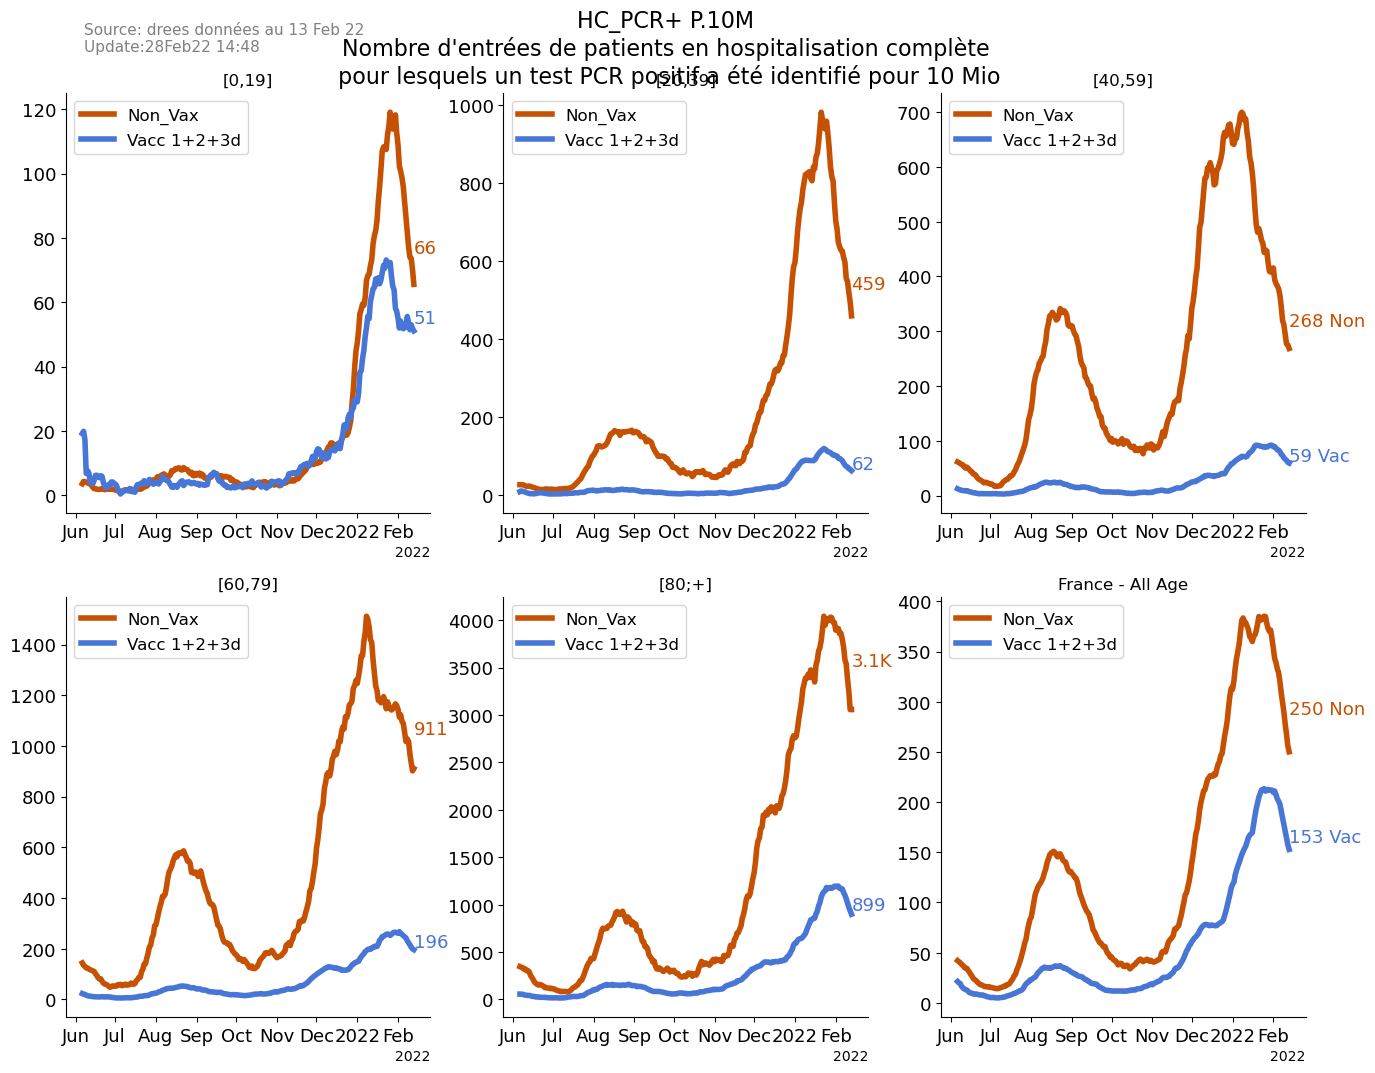 HC_PCR+ P.10M
Source: drees données au 13 Feb 22
Update:28Feb22 14:48
Nombre d'entrées de patients en hospitalisation complète
pour lesquels un test PCR positif a été identifié pour 10 Mio
[0,19]
Non_Vax
Vacc 1+2+3d
120
100
80
60
40
20
0
66
51
Jun Jul Aug Sep Oct Nov Dec 2022 Feb
2022
[20,39]
Non_Vax
Vacc 1+2+3d
1000
800
600
400
200
0
459
62
Jun Jul Aug Sep Oct Nov Dec 2022 Feb
2022
[40,59]
Non_Vax
Vacc 1+2+3d
700
600
500
400
300
200
100
0
268 Non
59 Vac
Jun Jul Aug Sep Oct Nov Dec 2022 Feb
2022
[60,79]
Non_Vax
Vacc 1+2+3d
1400
1200
1000
800
600
400
200
0
911
196
Jun Jul Aug Sep Oct Nov Dec 2022 Feb
2022
[80;+]
Non_Vax
Vacc 1+2+3d
4000
3500
3000
2500
2000
1500
1000
500
0
3.1K
899
Jun Jul Aug Sep Oct Nov Dec 2022 Feb
2022
France - All Age
Non_Vax
Vacc 1+2+3d
400
350
300
250
200
150
100
50
0
250 Non
153 Vac
Jun Jul Aug Sep Oct Nov Dec 2022 Feb
2022